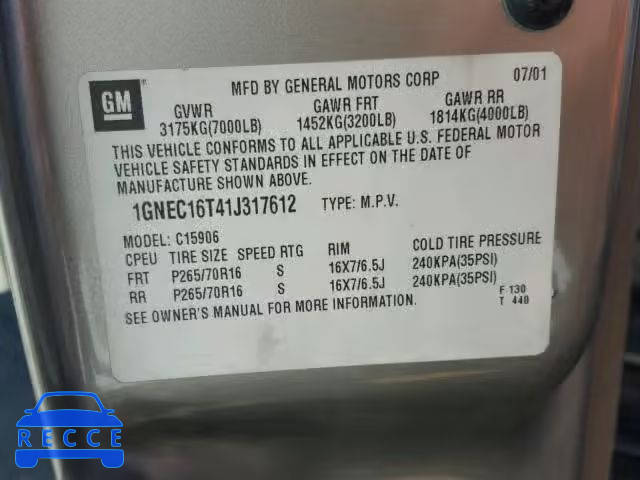 GM
MFD BY GENERAL MOTORS CORP 07/01
GVWR GAWR FRT GAWR RR
3175KG(7000LB) 1452KG(3200LB) 1814KG(4000LB)
THIS VEHICLE CONFORMS TO ALL APPLICABLE U.S. FEDERAL MOTOR
VEHICLE SAFETY STANDARDS IN EFFECT ON THE DATE OF
MANUFACTURE SHOWN ABOVE.
1GNEC16T41J317612 TYPE: M.P.V.
MODEL: C15906
CPEU TIRE SIZE SPEED RTG RIM COLD TIRE PRESSURE
FRT P265/70R16 S 16X7/6.5J 240KPA(35PSI)
RR P265/70R16 S 16X7/6.5J 240KPA(35PSI)
SEE OWNER'S MANUAL FOR MORE INFORMATION.
F 130
T 440
RECCE